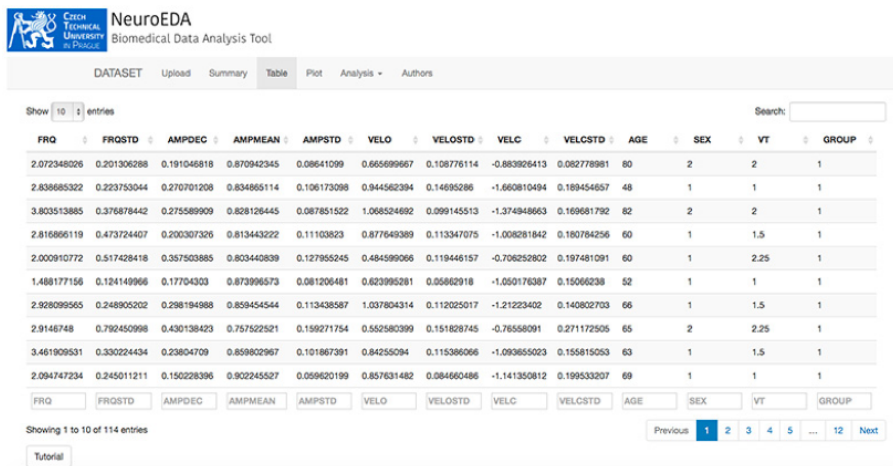 CZECH TECHNICAL UNIVERSITY IN PRAGUE
NeuroEDA
Biomedical Data Analysis Tool
DATASET Upload Summary Table Plot Analysis Authors
Show 10 entries Search:
FRQ FRQSTD AMPDEC AMPMEAN AMPSTD VELO VELOSTD VELC VELCSTD AGE SEX VT GROUP
2.072348026 0.201306288 0.191046818 0.870942345 0.08641099 0.665699667 0.108776114 -0.883926413 0.082778981 80 2 2 1
2.838685322 0.223753044 0.270701208 0.834865114 0.106173098 0.944562394 0.14695286 -1.660810494 0.189454657 48 1 1 1
3.803513885 0.376878442 0.275589909 0.828126445 0.087851522 1.068524692 0.099145513 -1.374948663 0.169681792 82 2 2 1
2.816866119 0.473724407 0.200307326 0.813443222 0.11103823 0.877649389 0.113347075 -1.008281842 0.180784256 60 1 1.5 1
2.000910772 0.517428418 0.357503885 0.803440839 0.127955245 0.484599066 0.119446157 -0.706252802 0.197481091 60 1 2.25 1
1.488177156 0.124149966 0.17704303 0.873996573 0.081206481 0.623995281 0.05862918 -1.050176387 0.15066238 52 1 1 1
2.928099565 0.248905202 0.298194988 0.859454544 0.113438587 1.037804314 0.112025017 -1.21223402 0.140802703 66 1 1.5 1
2.9146748 0.792450998 0.430138423 0.757522521 0.159271754 0.552580399 0.151828745 -0.76558091 0.271172505 65 2 2.25 1
3.461909531 0.330224434 0.23804709 0.859802967 0.101867391 0.84255094 0.115386066 -1.093655023 0.155815053 63 1 1.5 1
2.094747234 0.245011211 0.150228396 0.902245527 0.059620199 0.857631482 0.084660486 -1.141350812 0.199533207 69 1 1 1
FRQ FRQSTD AMPDEC AMPMEAN AMPSTD VELO VELOSTD VELC VELCSTD AGE SEX VT GROUP
Showing 1 to 10 of 114 entries Previous 1 2 3 4 5 ... 12 Next
Tutorial